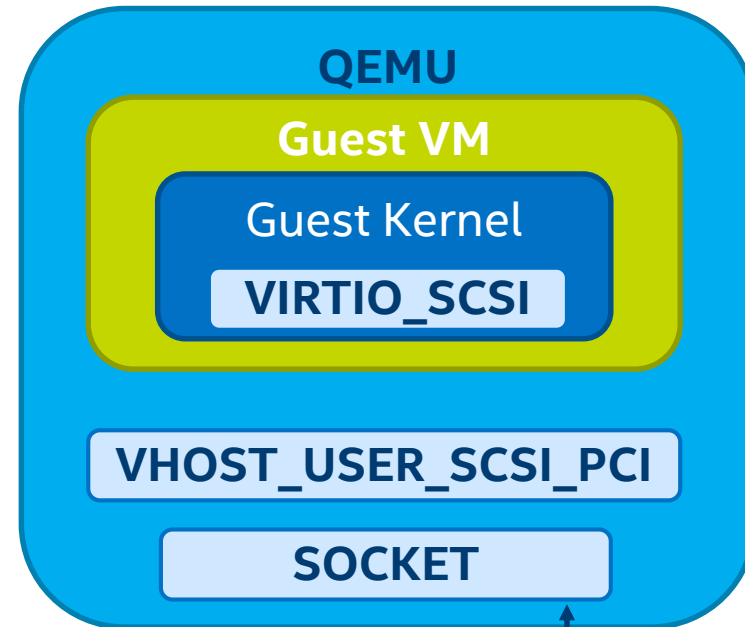 QEMU
Guest VM
Guest Kernel
VIRTIO_SCSI
VHOST_USER_SCSI_PCI
SOCKET